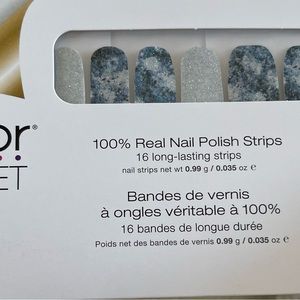 or®
ET
100% Real Nail Polish Strips
16 long-lasting strips
nail strips net wt 0.99 g / 0.035 oz e
Bandes de vernis
à ongles véritable à 100%
16 bandes de longue durée
Poids net des bandes de vernis 0.99 g / 0.035 oz e